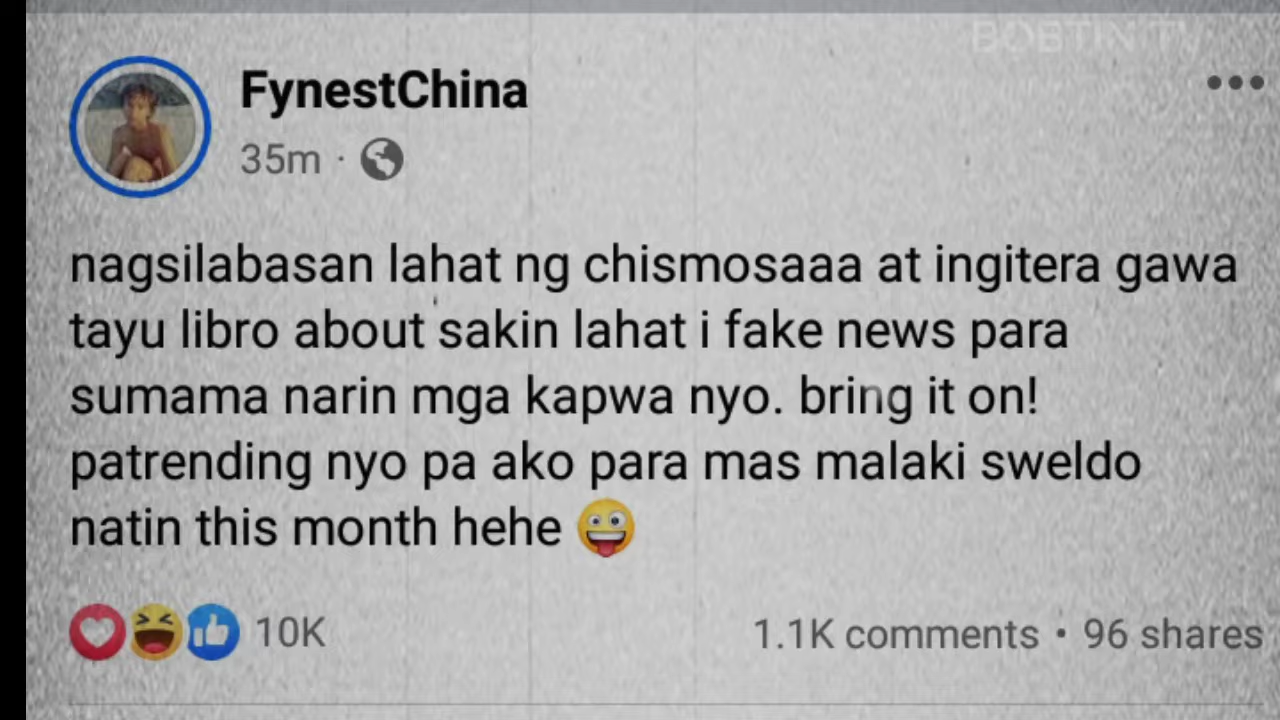 BOBTIN TV
FynestChina
35m ·
nagsilabasan lahat ng chismosaaa at ingitera gawa
tayu libro about sakin lahat i fake news para
sumama narin mga kapwa nyo. bring it on!
patrending nyo pa ako para mas malaki sweldo
natin this month hehe 🤪
10K
1.1K comments • 96 shares